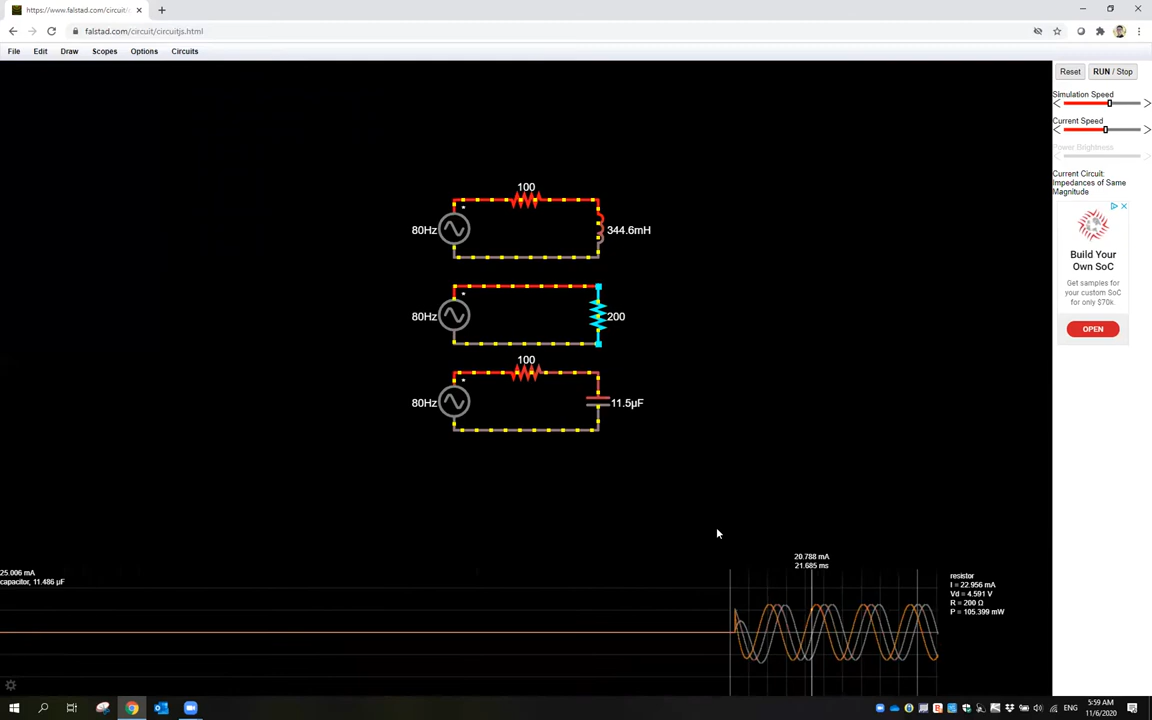 https://www.falstad.com/circuit/
falstad.com/circuit/circuitjs.html
File Edit Draw Scopes Options Circuits
Reset RUN / Stop
Simulation Speed
Current Speed
Power Brightness
Current Circuit:
Impedances of Same
Magnitude
Build Your
Own SoC
Get samples for
your custom SoC
for only $70k.
OPEN
100
80Hz 344.6mH
80Hz 200
100
80Hz 11.5µF
20.788 mA
21.685 ms
25.006 mA
capacitor, 11.486 µF
resistor
I = 22.956 mA
Vd = 4.591 V
R = 200 Ω
P = 105.399 mW
ENG
5:59 AM
11/6/2020